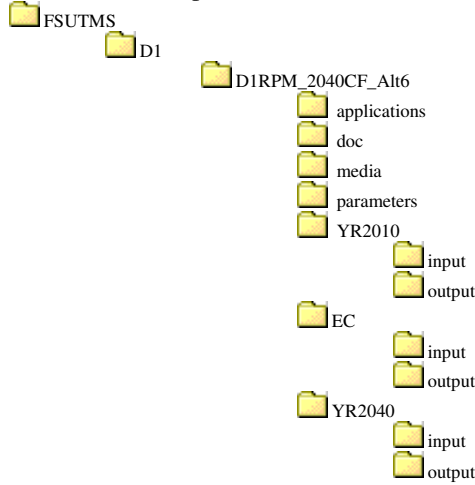 FSUTMS
D1
D1RPM_2040CF_Alt6
applications
doc
media
parameters
YR2010
input
output
EC
input
output
YR2040
input
output